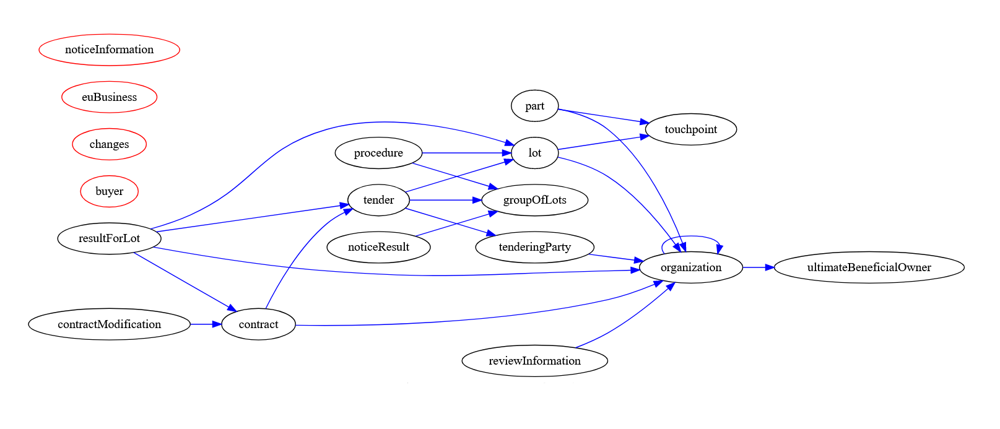 noticeInformation
euBusiness
changes
buyer
resultForLot
contractModification
contract
procedure
tender
noticeResult
part
lot
groupOfLots
tenderingParty
reviewInformation
touchpoint
organization
ultimateBeneficialOwner